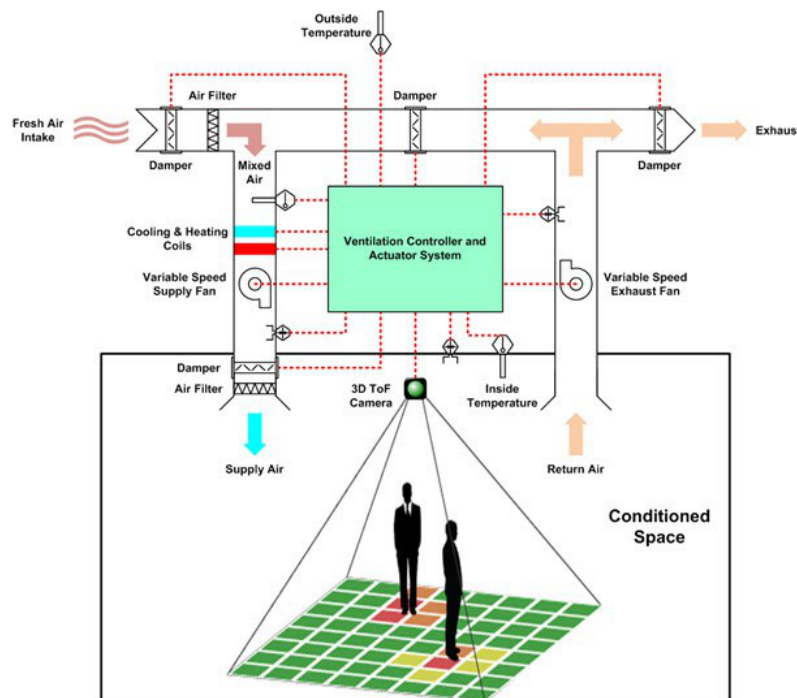 Outside
Temperature
Air Filter
Damper
Fresh Air
Intake
Exhaus
Damper
Mixed
Air
Damper
Cooling & Heating
Coils
Ventilation Controller and
Actuator System
Variable Speed
Supply Fan
Variable Speed
Exhaust Fan
Damper
Air Filter
3D ToF
Camera
Inside
Temperature
Supply Air
Return Air
Conditioned
Space